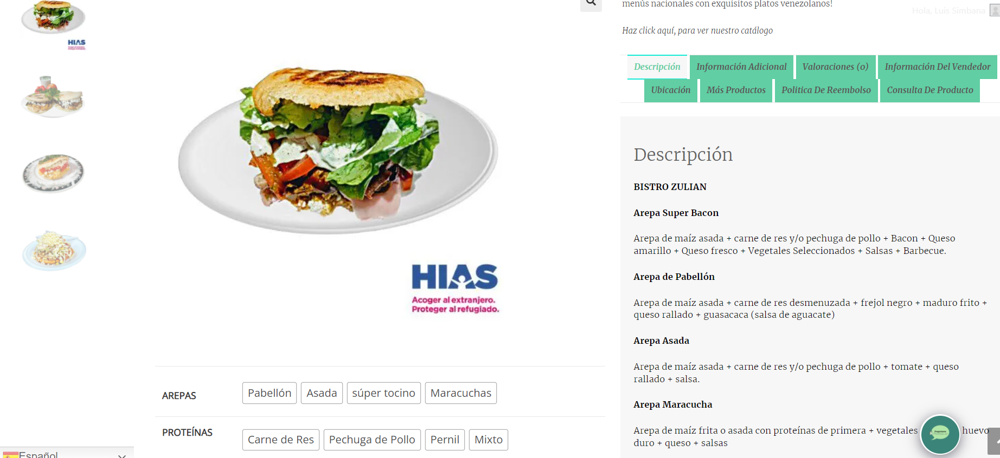 HIAS
menús nacionales con exquisitos platos venezolanos!
Hola, Luis Simbana
Haz click aquí, para ver nuestro catálogo
Descripción
Información Adicional
Valoraciones (0)
Información Del Vendedor
Ubicación
Más Productos
Politica De Reembolso
Consulta De Producto
HIAS
Acoger al extranjero.
Proteger al refugiado.
AREPAS
Pabellón
Asada
súper tocino
Maracuchas
PROTEÍNAS
Carne de Res
Pechuga de Pollo
Pernil
Mixto
Español
Descripción
BISTRO ZULIAN
Arepa Super Bacon
Arepa de maíz asada + carne de res y/o pechuga de pollo + Bacon + Queso
amarillo + Queso fresco + Vegetales Seleccionados + Salsas + Barbecue.
Arepa de Pabellón
Arepa de maíz asada + carne de res desmenuzada + frejol negro + maduro frito +
queso rallado + guasacaca (salsa de aguacate)
Arepa Asada
Arepa de maíz asada + carne de res y/o pechuga de pollo + tomate + queso
rallado + salsa.
Arepa Maracucha
Arepa de maíz frita o asada con proteínas de primera + vegetales huevo
duro + queso + salsas